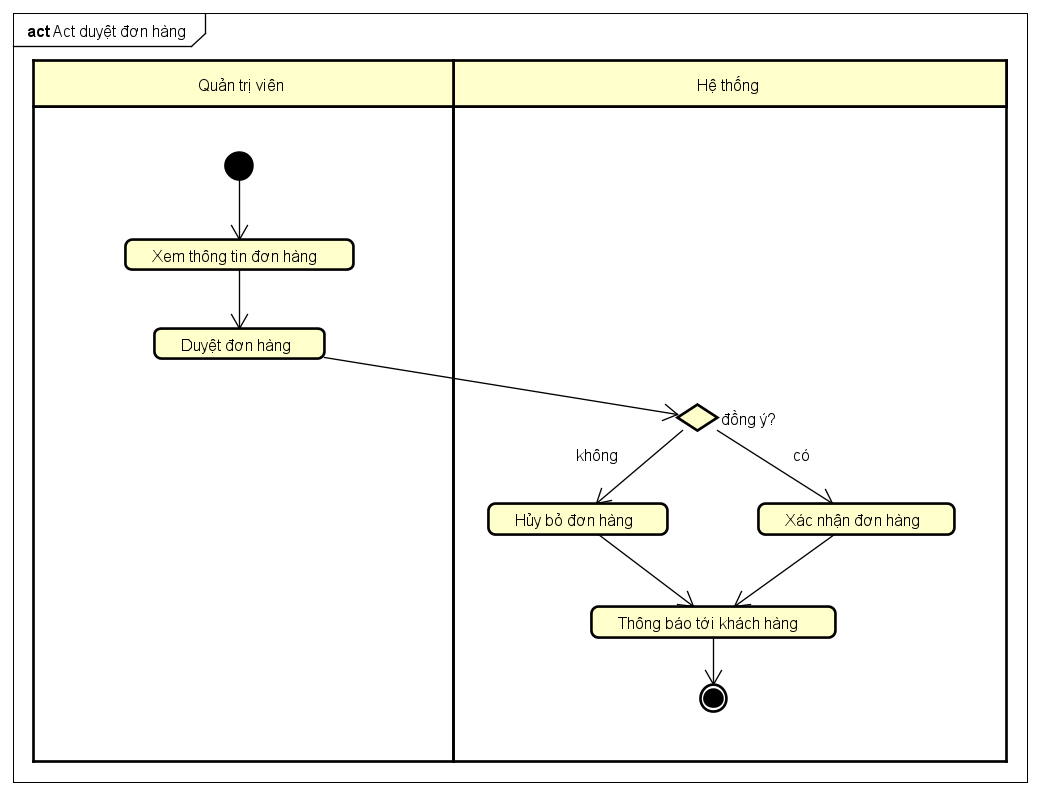 act Act duyệt đơn hàng
Quản trị viên
Hệ thống
Xem thông tin đơn hàng
Duyệt đơn hàng
đồng ý?
không
có
Hủy bỏ đơn hàng
Xác nhận đơn hàng
Thông báo tới khách hàng